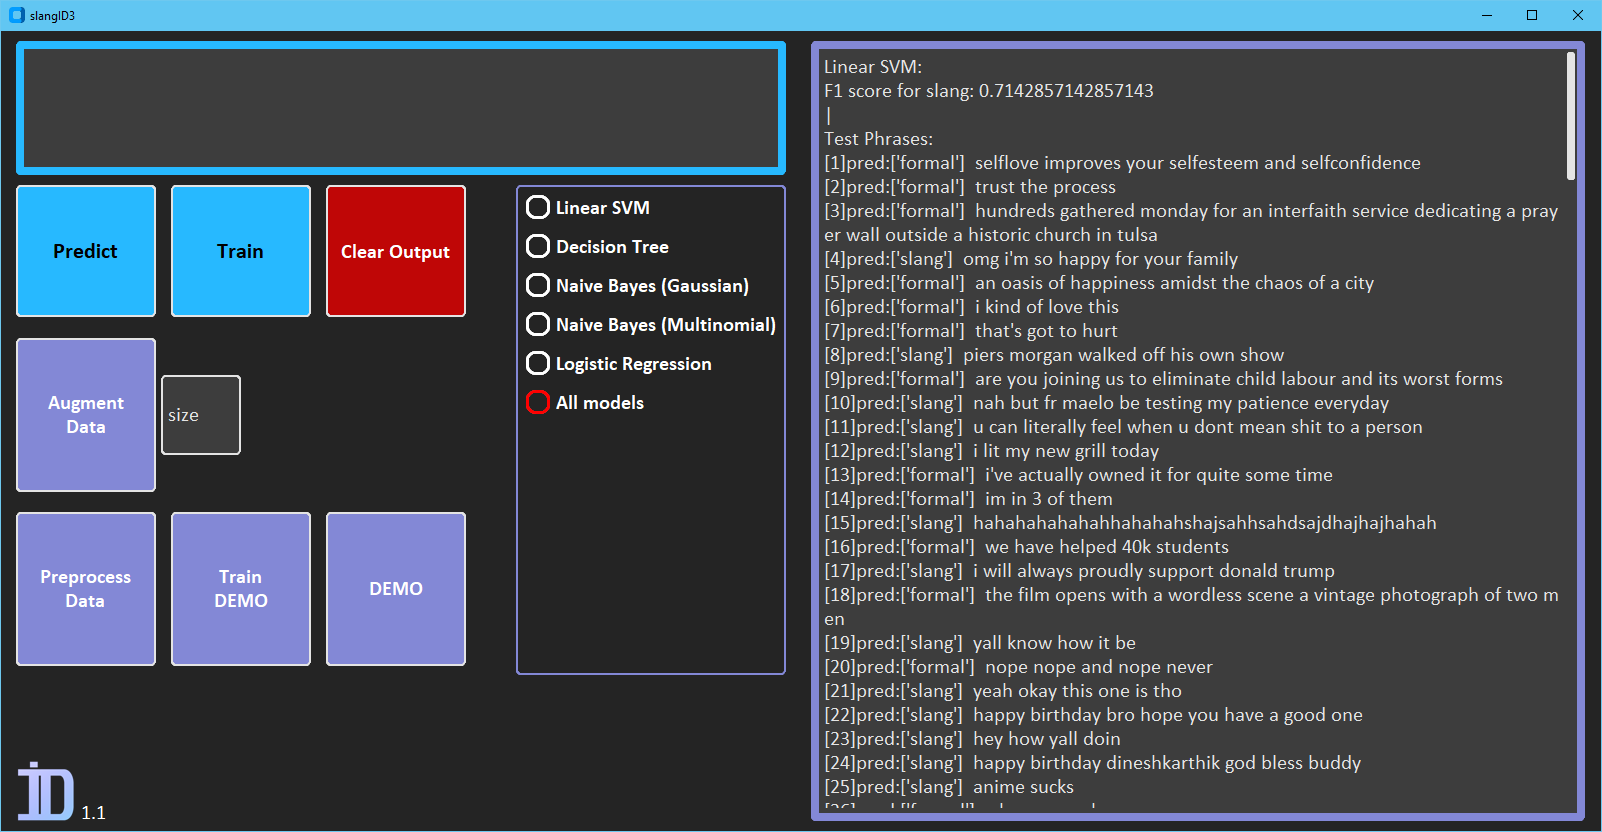 slangID3
Predict
Train
Clear Output
Augment
Data
size
Preprocess
Data
Train
DEMO
DEMO
Linear SVM
Decision Tree
Naive Bayes (Gaussian)
Naive Bayes (Multinomial)
Logistic Regression
All models
ID
1.1
Linear SVM:
F1 score for slang: 0.7142857142857143
|
Test Phrases:
[1]pred:['formal']  selflove improves your selfesteem and selfconfidence
[2]pred:['formal']  trust the process
[3]pred:['formal']  hundreds gathered monday for an interfaith service dedicating a pray
er wall outside a historic church in tulsa
[4]pred:['slang']  omg i'm so happy for your family
[5]pred:['formal']  an oasis of happiness amidst the chaos of a city
[6]pred:['formal']  i kind of love this
[7]pred:['formal']  that's got to hurt
[8]pred:['slang']  piers morgan walked off his own show
[9]pred:['formal']  are you joining us to eliminate child labour and its worst forms
[10]pred:['slang']  nah but fr maelo be testing my patience everyday
[11]pred:['slang']  u can literally feel when u dont mean shit to a person
[12]pred:['slang']  i lit my new grill today
[13]pred:['formal']  i've actually owned it for quite some time
[14]pred:['formal']  im in 3 of them
[15]pred:['slang']  hahahahahahahhahahahshajsahhsahdsajdhajhajhahah
[16]pred:['formal']  we have helped 40k students
[17]pred:['slang']  i will always proudly support donald trump
[18]pred:['formal']  the film opens with a wordless scene a vintage photograph of two m
en
[19]pred:['slang']  yall know how it be
[20]pred:['formal']  nope nope and nope never
[21]pred:['slang']  yeah okay this one is tho
[22]pred:['slang']  happy birthday bro hope you have a good one
[23]pred:['slang']  hey how yall doin
[24]pred:['slang']  happy birthday dineshkarthik god bless buddy
[25]pred:['slang']  anime sucks